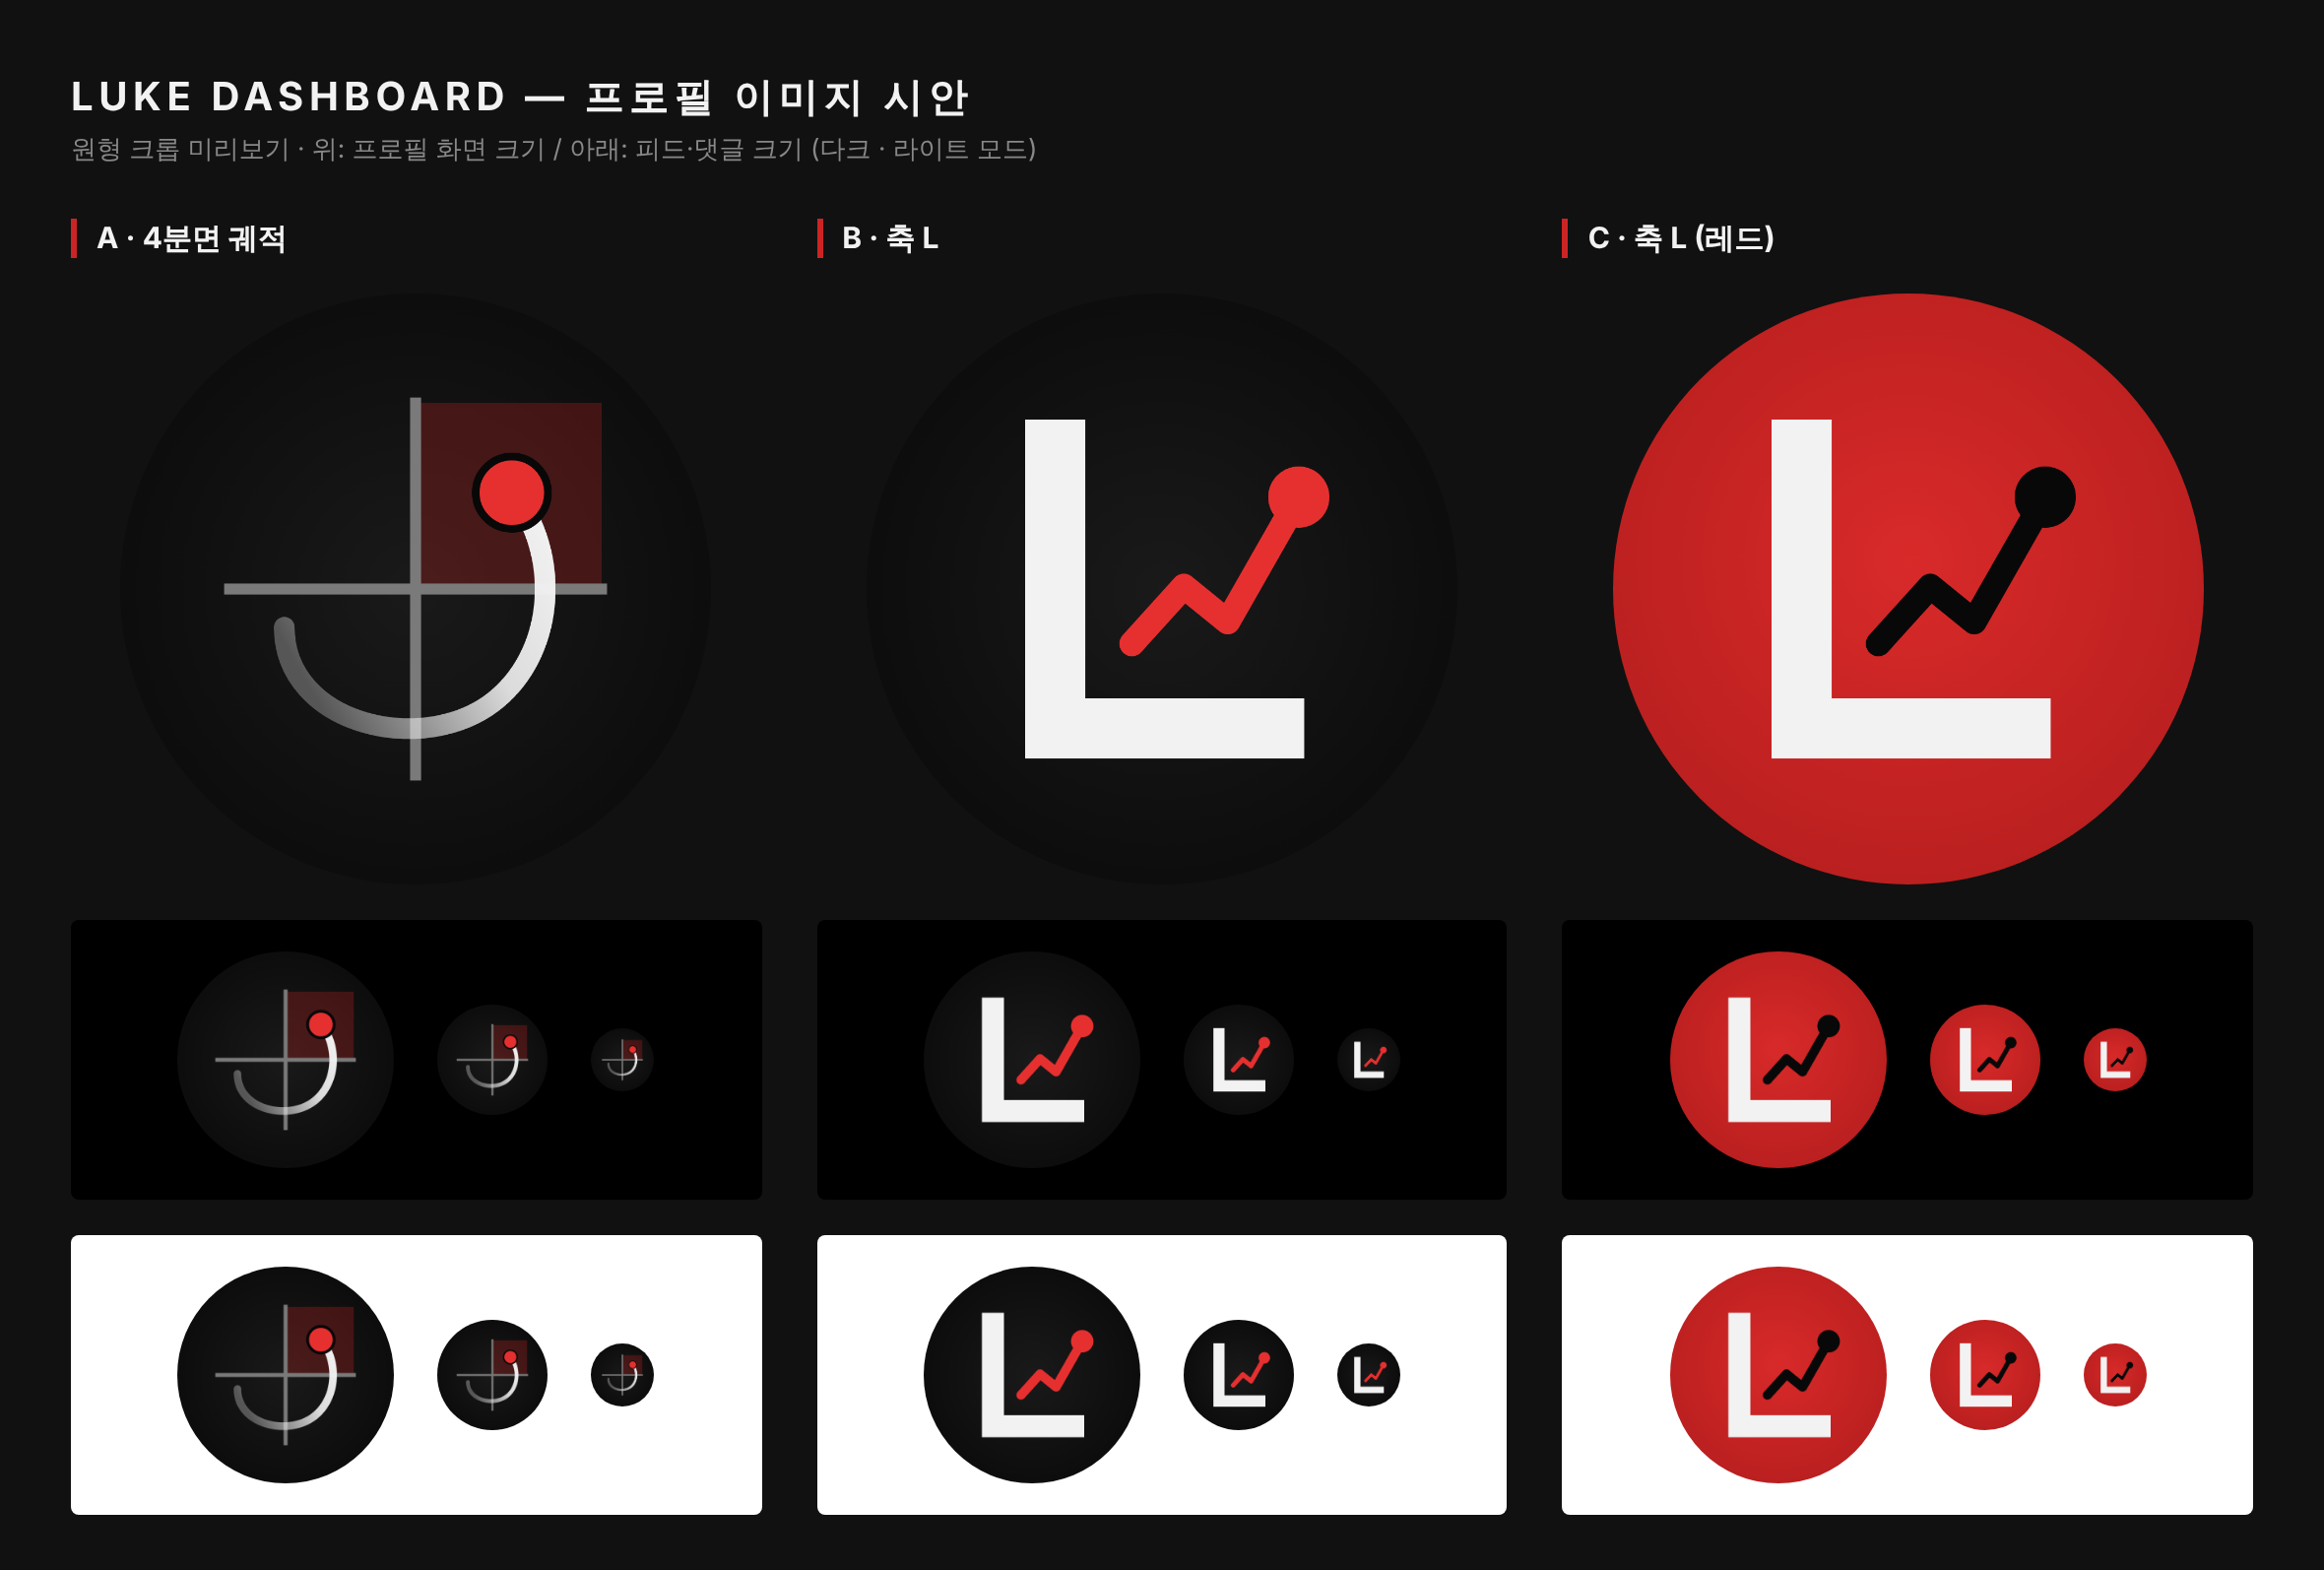 LUKE DASHBOARD — 프로필 이미지 시안
원형 크롭 미리보기 · 위: 프로필 화면 크기 / 아래: 피드·댓글 크기 (다크 · 라이트 모드)
A · 4분면 궤적
B · 축 L
C · 축 L (레드)